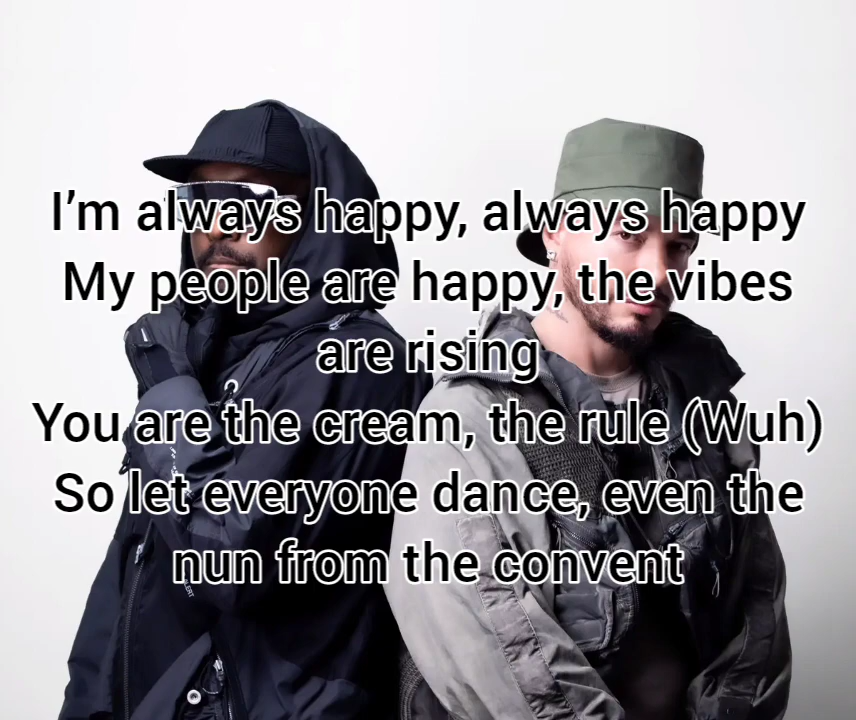 I’m always happy, always happy
My people are happy, the vibes
are rising
You are the cream, the rule (Wuh)
So let everyone dance, even the
nun from the convent